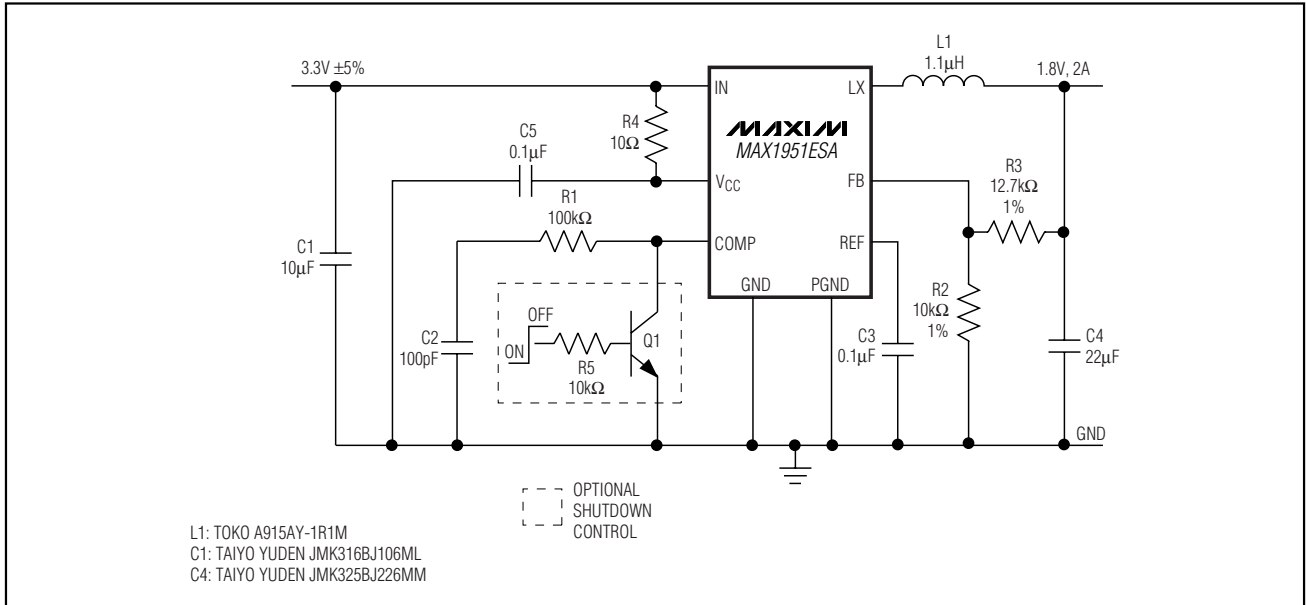 L1
1.1µH
3.3V ±5%
1.8V, 2A
IN
LX
R4
10Ω
MAXIM
MAX1951ESA
C5
0.1µF
R3
12.7kΩ
1%
VCC
FB
R1
100kΩ
COMP
REF
C1
10µF
GND
PGND
R2
10kΩ
1%
OFF
ON
Q1
R5
10kΩ
C2
100pF
C3
0.1µF
C4
22µF
GND
OPTIONAL
SHUTDOWN
CONTROL
L1: TOKO A915AY-1R1M
C1: TAIYO YUDEN JMK316BJ106ML
C4: TAIYO YUDEN JMK325BJ226MM